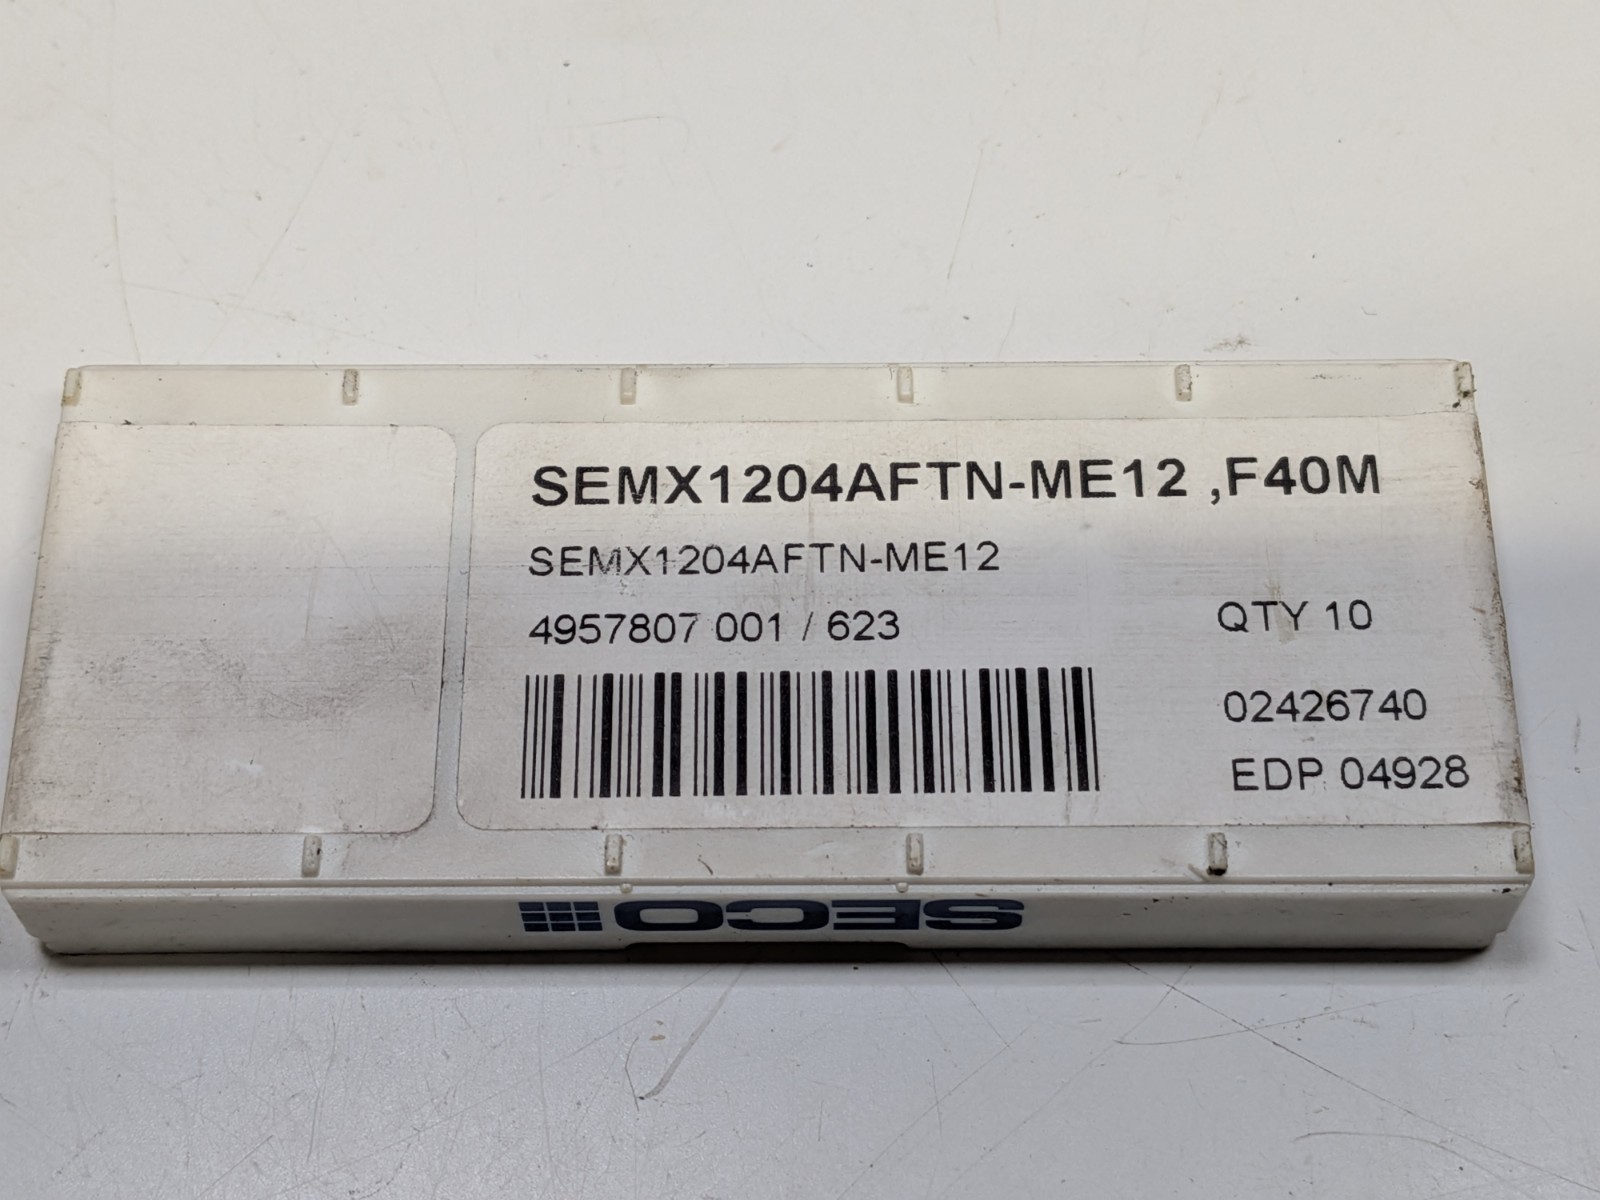 SEMX1204AFTN-ME12 ,F40M
SEMX1204AFTN-ME12
4957807 001 / 623
QTY 10
02426740
EDP 04928
SECO